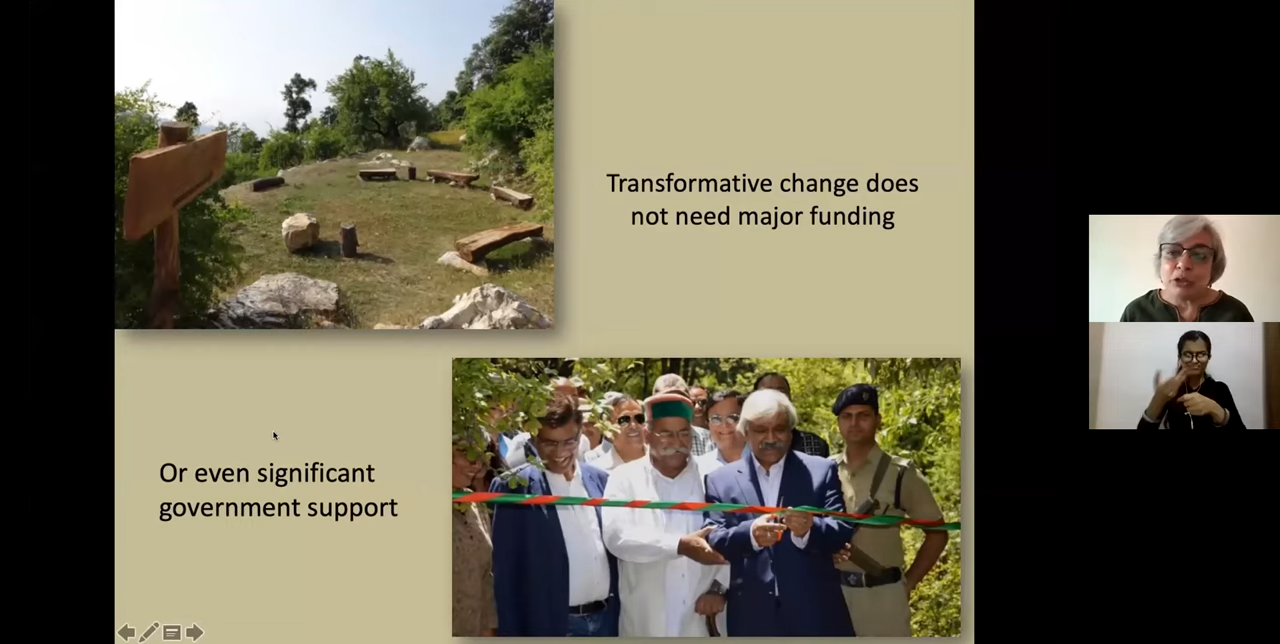 Transformative change does
not need major funding
Or even significant
government support